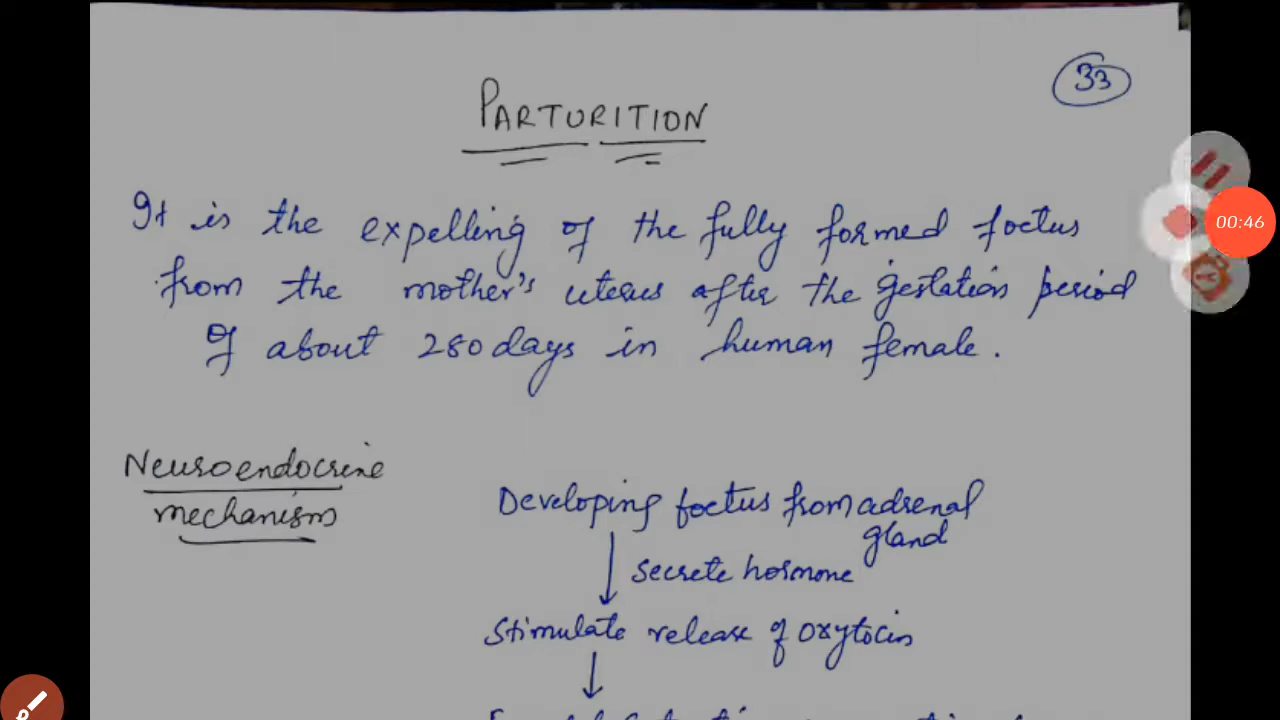 33
PARTURITION
It is the expelling of the fully formed foetus
from the mother's uterus after the gestation period
of about 280 days in human female.
Neuroendocrine
mechanism
Developing foetus from adrenal
gland
secrete hormone
Stimulate release of oxytocin
00:46